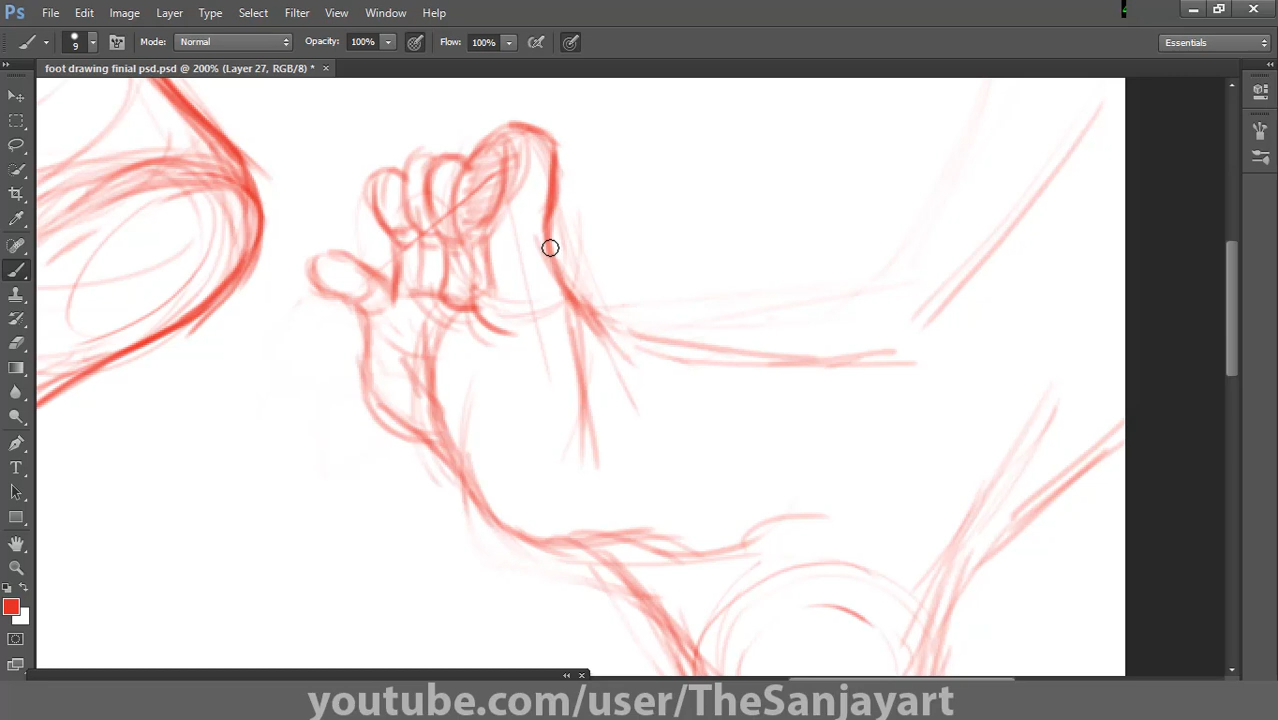 Ps File Edit Image Layer Type Select Filter View Window Help
9 Mode: Normal Opacity: 100% Flow: 100% Essentials
foot drawing finial psd.psd @ 200% (Layer 27, RGB/8) * ×
T
youtube.com/user/TheSanjayart